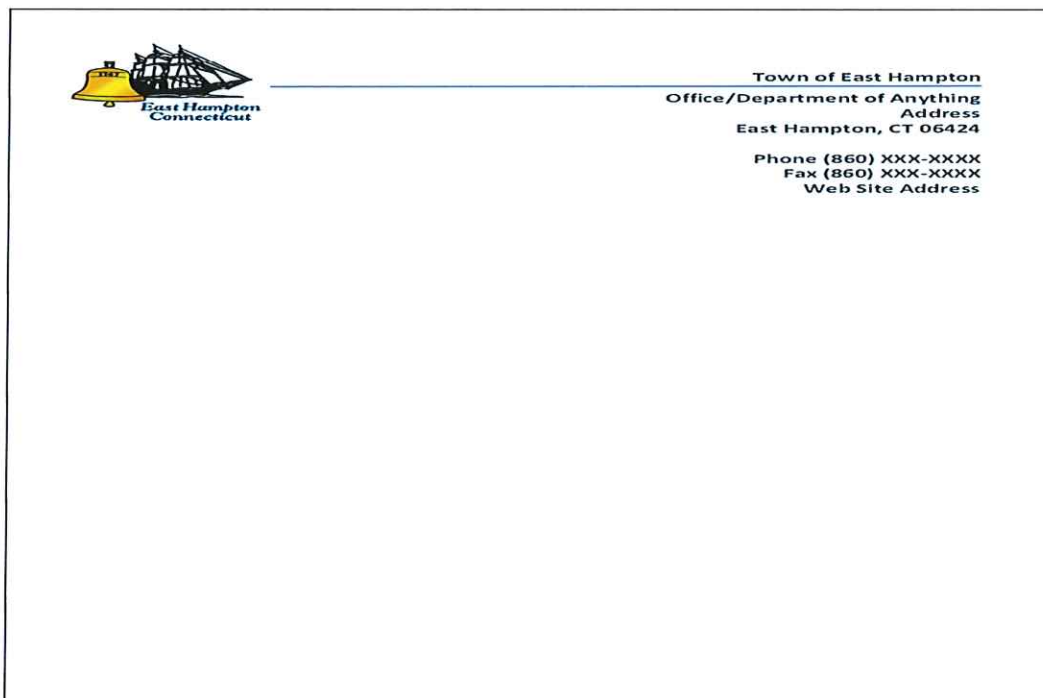 East Hampton
Connecticut
Town of East Hampton
Office/Department of Anything
Address
East Hampton, CT 06424
Phone (860) XXX-XXXX
Fax (860) XXX-XXXX
Web Site Address